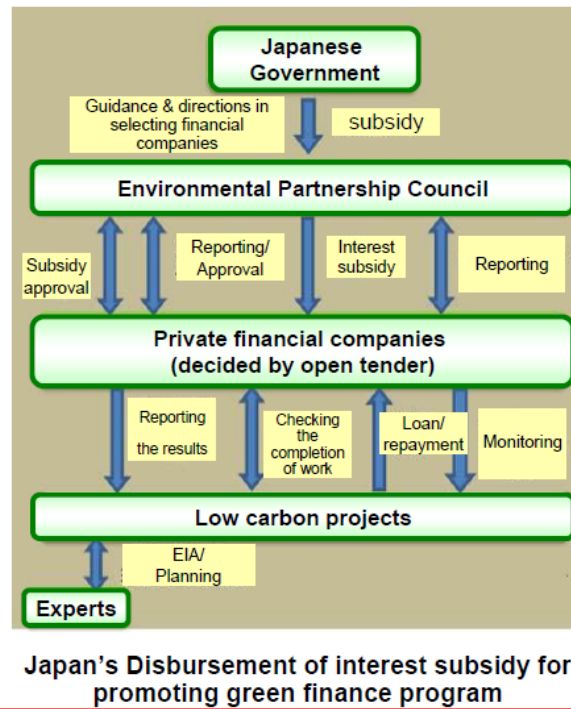 Japanese
Government
Guidance & directions in
selecting financial
companies
subsidy
Environmental Partnership Council
Subsidy
approval
Reporting/
Approval
Interest
subsidy
Reporting
Private financial companies
(decided by open tender)
Reporting
the results
Checking
the
completion
of work
Loan/
repayment
Monitoring
Low carbon projects
EIA/
Planning
Experts
Japan's Disbursement of interest subsidy for
promoting green finance program